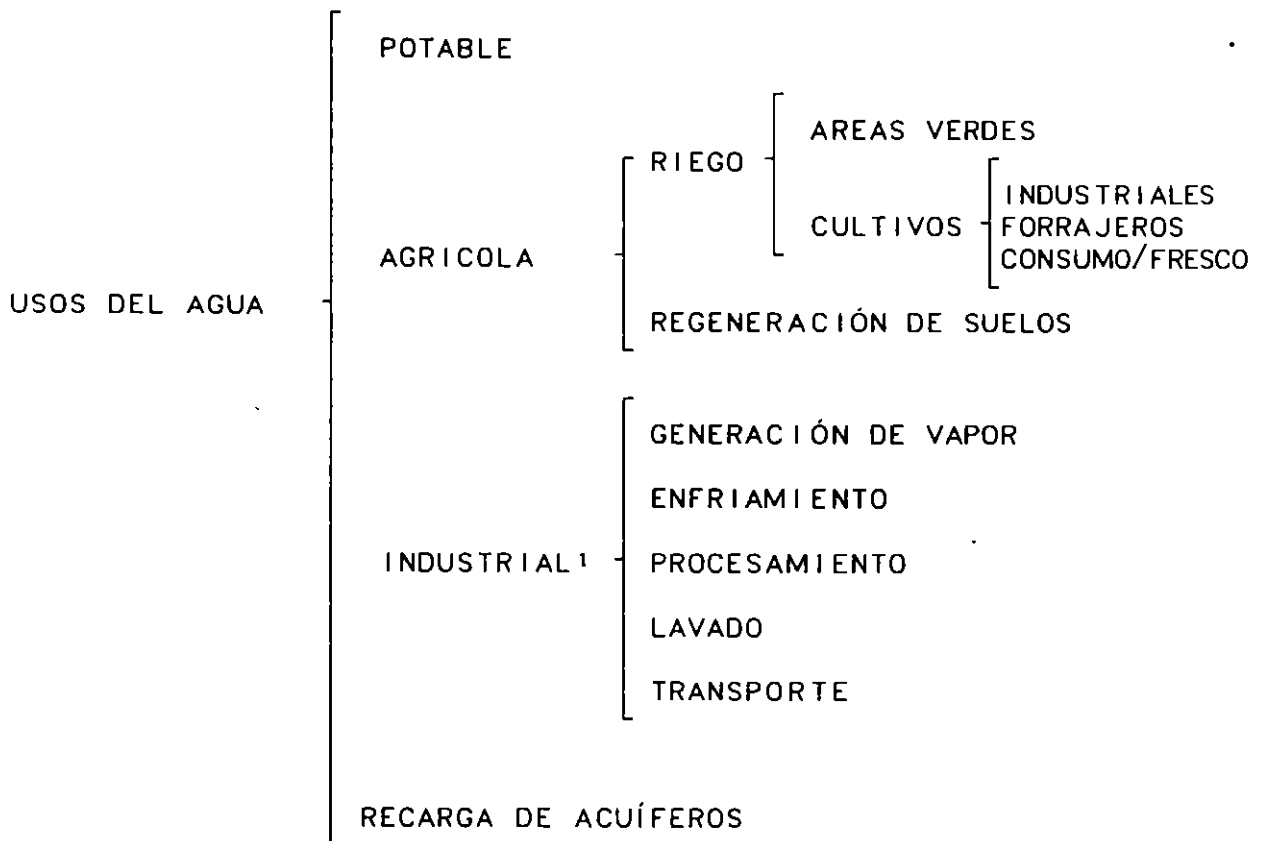 POTABLE
AREAS VERDES
RIEGO
INDUSTRIALES
CULTIVOS
FORRAJEROS
CONSUMO/FRESCO
AGRICOLA
USOS DEL AGUA
REGENERACIÓN DE SUELOS
GENERACIÓN DE VAPOR
ENFRIAMIENTO
INDUSTRIAL¹
PROCESAMIENTO
LAVADO
TRANSPORTE
RECARGA DE ACUÍFEROS